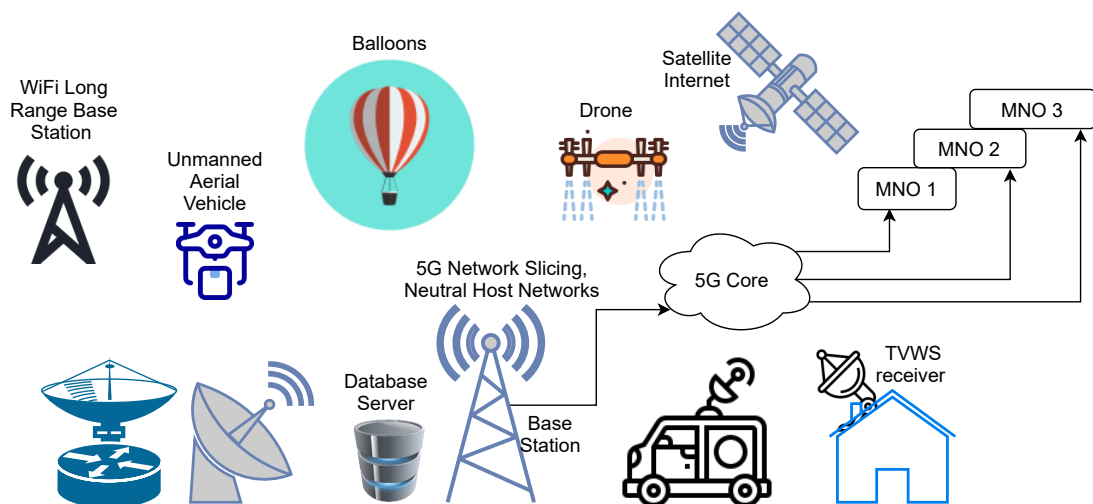 Balloons
Satellite
Internet
WiFi Long
Range Base
Station
MNO 3
Drone
MNO 2
Unmanned
Aerial
Vehicle
MNO 1
5G Network Slicing,
Neutral Host Networks
5G Core
TVWS
receiver
Database
Server
Base
Station